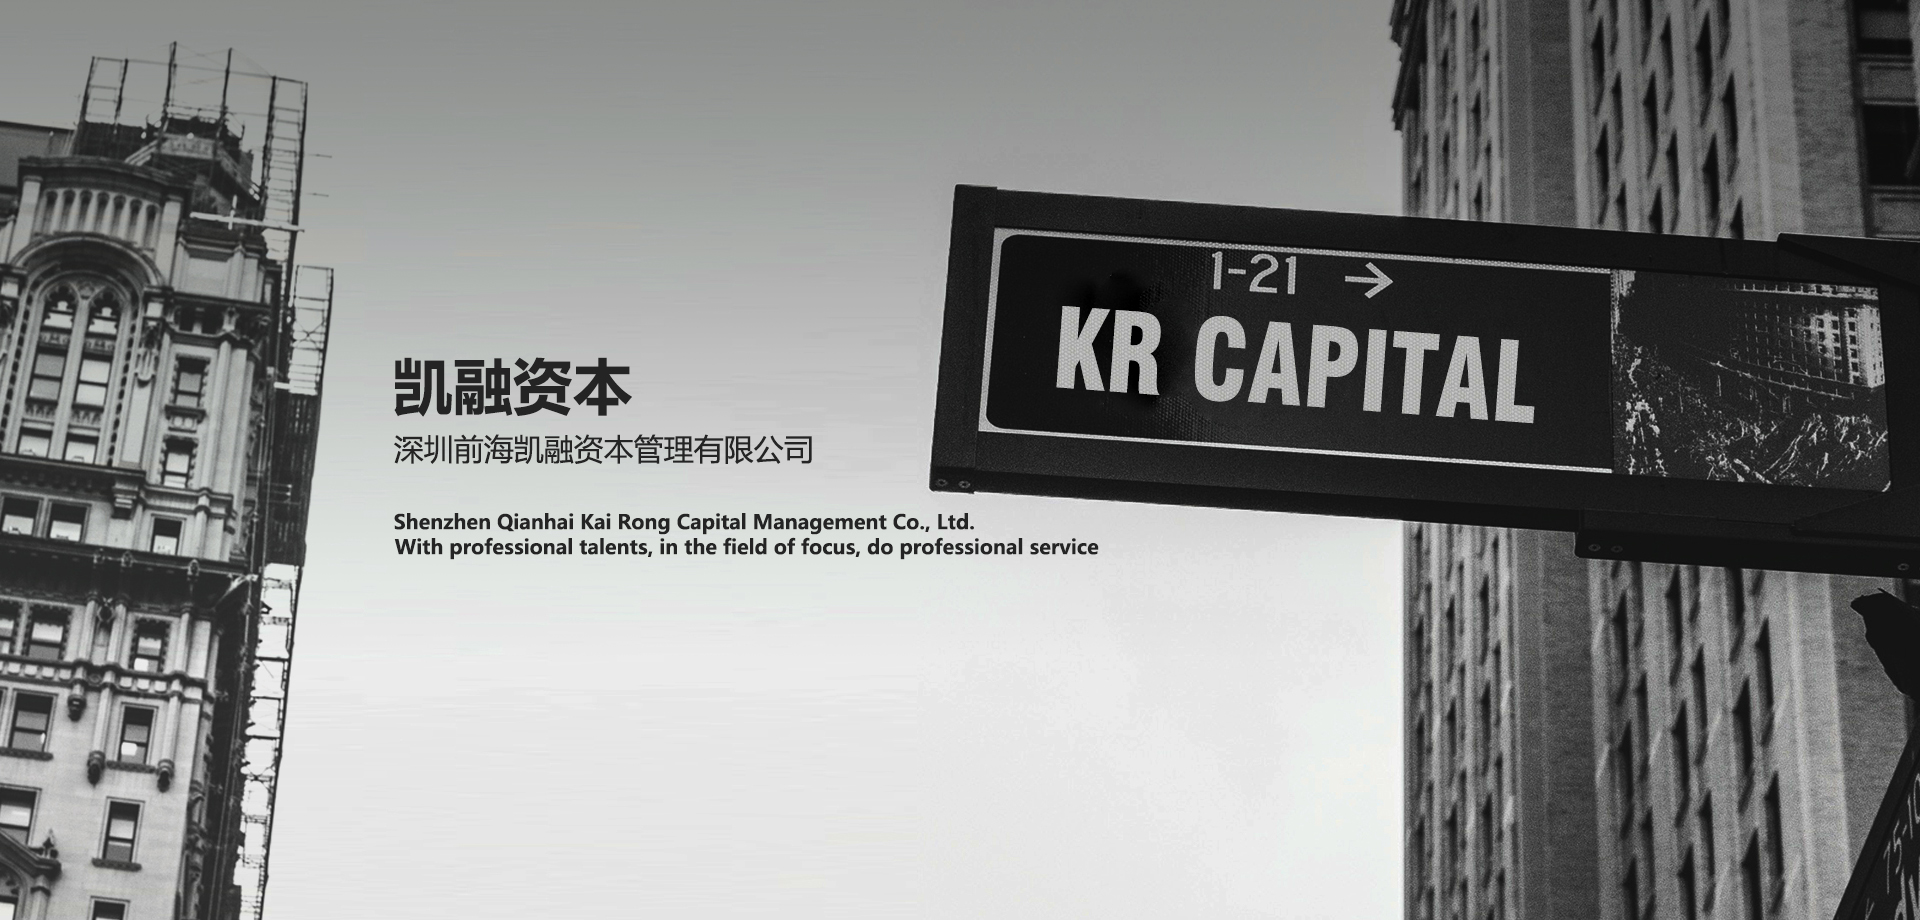 凯融资本
深圳前海凯融资本管理有限公司
Shenzhen Qianhai Kai Rong Capital Management Co., Ltd.
With professional talents, in the field of focus, do professional service
1-21 →
KR CAPITAL